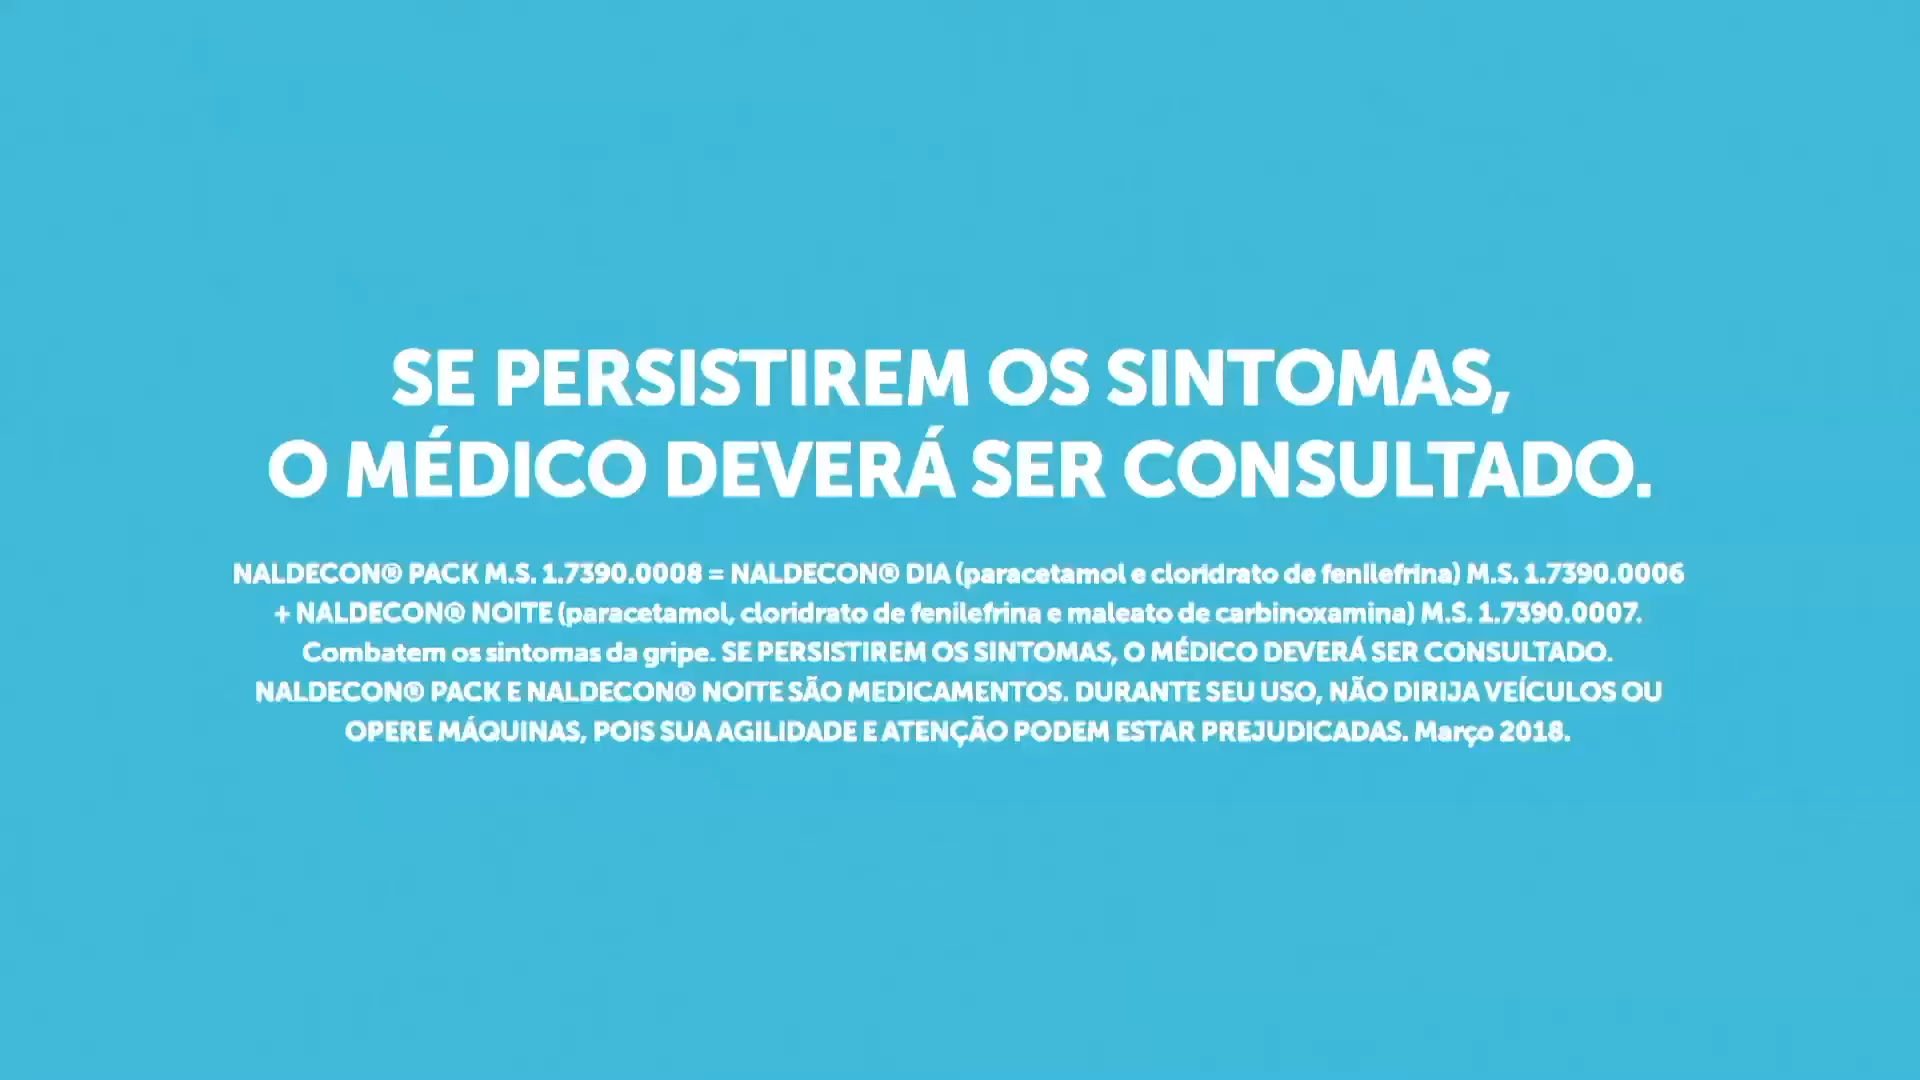 SE PERSISTIREM OS SINTOMAS,
O MÉDICO DEVERÁ SER CONSULTADO.
NALDECON® PACK M.S. 1.7390.0008 = NALDECON® DIA (paracetamol e cloridrato de fenilefrina) M.S. 1.7390.0006
+ NALDECON® NOITE (paracetamol, cloridrato de fenilefrina e maleato de carbinoxamina) M.S. 1.7390.0007.
Combatem os sintomas da gripe. SE PERSISTIREM OS SINTOMAS, O MÉDICO DEVERÁ SER CONSULTADO.
NALDECON® PACK E NALDECON® NOITE SÃO MEDICAMENTOS. DURANTE SEU USO, NÃO DIRIJA VEÍCULOS OU
OPERE MÁQUINAS, POIS SUA AGILIDADE E ATENÇÃO PODEM ESTAR PREJUDICADAS. Março 2018.